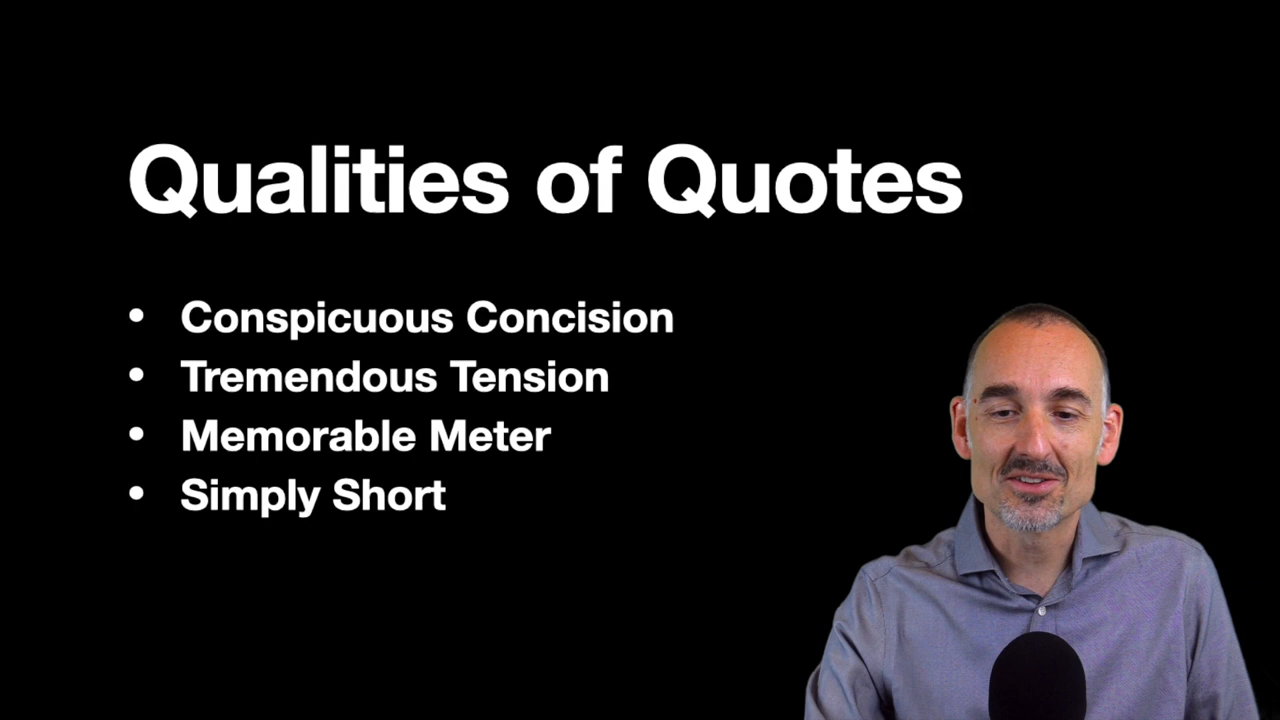 Qualities of Quotes
• Conspicuous Concision
• Tremendous Tension
• Memorable Meter
• Simply Short